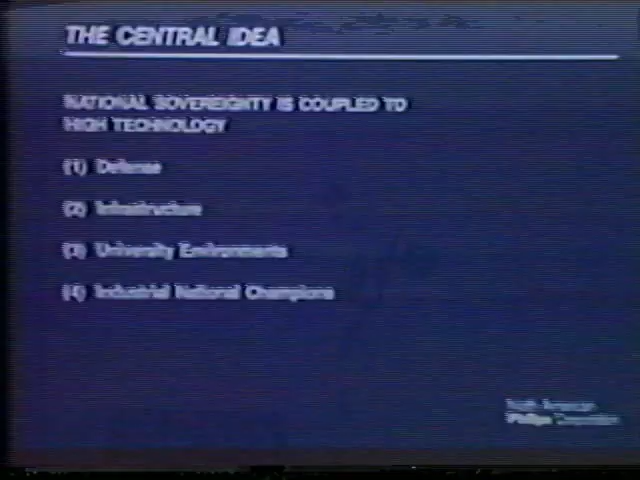 THE CENTRAL IDEA
NATIONAL SOVEREIGNTY IS COUPLED TO
HIGH TECHNOLOGY
(1) Defense
(2) Infrastructure
(3) University Environments
(4) Industrial National Champions
North American
Philips Corporation